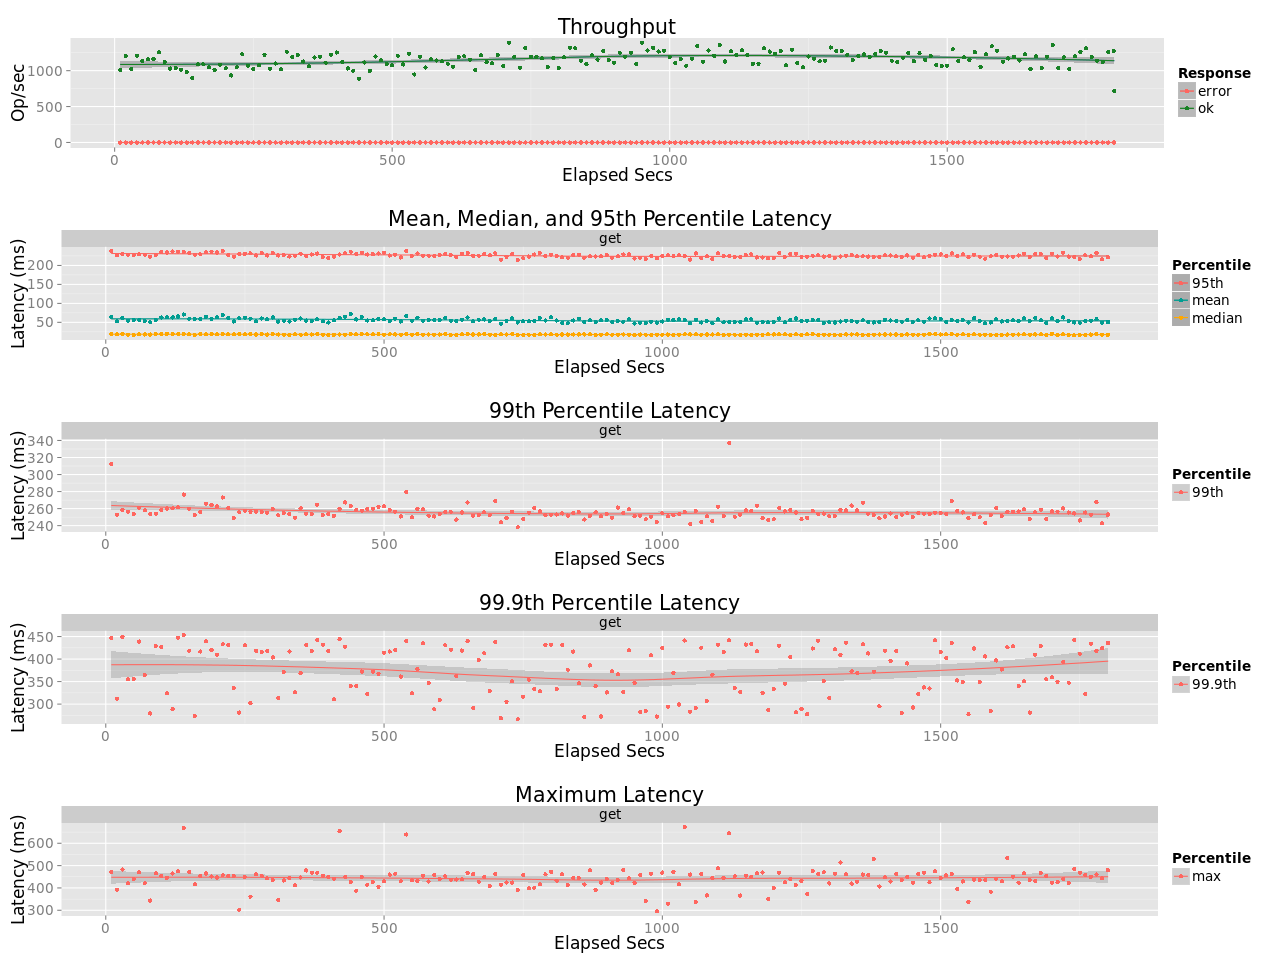 Throughput
Op/sec
1000
500
0
0 500 1000 1500
Elapsed Secs
Response
error
ok
Mean, Median, and 95th Percentile Latency
get
Latency (ms)
200
150
100
50
0 500 1000 1500
Elapsed Secs
Percentile
95th
mean
median
99th Percentile Latency
get
Latency (ms)
340
320
300
280
260
240
0 500 1000 1500
Elapsed Secs
Percentile
99th
99.9th Percentile Latency
get
Latency (ms)
450
400
350
300
0 500 1000 1500
Elapsed Secs
Percentile
99.9th
Maximum Latency
get
Latency (ms)
600
500
400
300
0 500 1000 1500
Elapsed Secs
Percentile
max